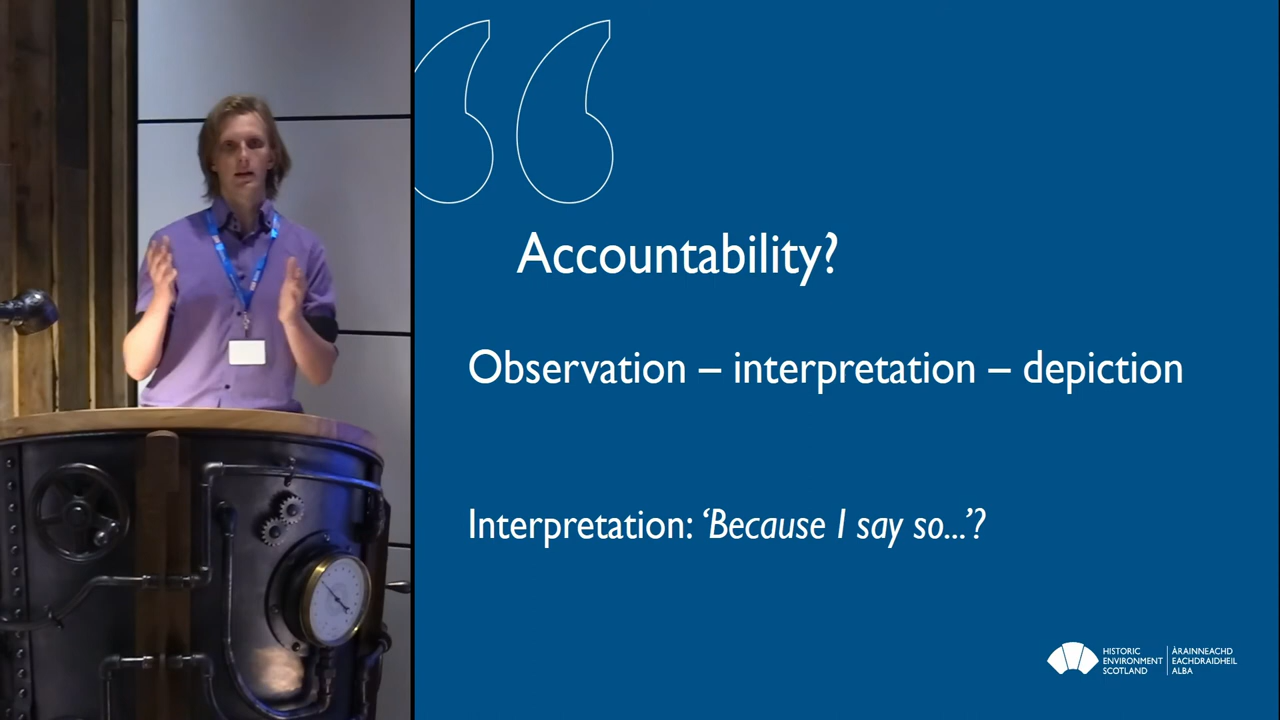 Accountability?
Observation – interpretation – depiction
Interpretation: ‘Because I say so...’?
HISTORIC
ENVIRONMENT
SCOTLAND
ÀRAINNEACHD
EACHDRAIDHEIL
ALBA